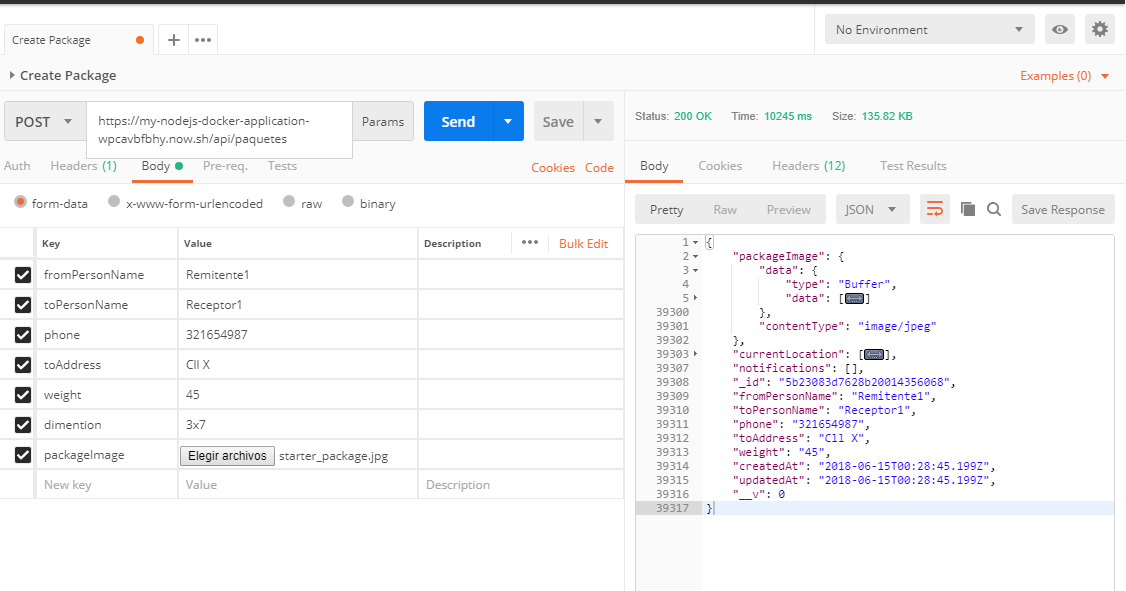 Create Package
No Environment
Create Package
Examples (0)
POST
https://my-nodejs-docker-application-
wpcavbfbhy.now.sh/api/paquetes
Params
Send
Save
Status: 200 OK Time: 10245 ms Size: 135.82 KB
Auth Headers (1) Body Pre-req. Tests Cookies Code
Body Cookies Headers (12) Test Results
form-data x-www-form-urlencoded raw binary
Pretty Raw Preview JSON Save Response
Key Value Description Bulk Edit
fromPersonName Remitente1
toPersonName Receptor1
phone 321654987
toAddress Cll X
weight 45
dimention 3x7
packageImage Elegir archivos starter_package.jpg
New key Value Description
1 {
2 "packageImage": {
3 "data": {
4 "type": "Buffer",
5 "data": [ ]
39300 },
39301 "contentType": "image/jpeg"
39302 },
39303 "currentLocation": [ ],
39307 "notifications": [],
39308 "_id": "5b23083d7628b20014356068",
39309 "fromPersonName": "Remitente1",
39310 "toPersonName": "Receptor1",
39311 "phone": "321654987",
39312 "toAddress": "Cll X",
39313 "weight": "45",
39314 "createdAt": "2018-06-15T00:28:45.199Z",
39315 "updatedAt": "2018-06-15T00:28:45.199Z",
39316 "__v": 0
39317 }